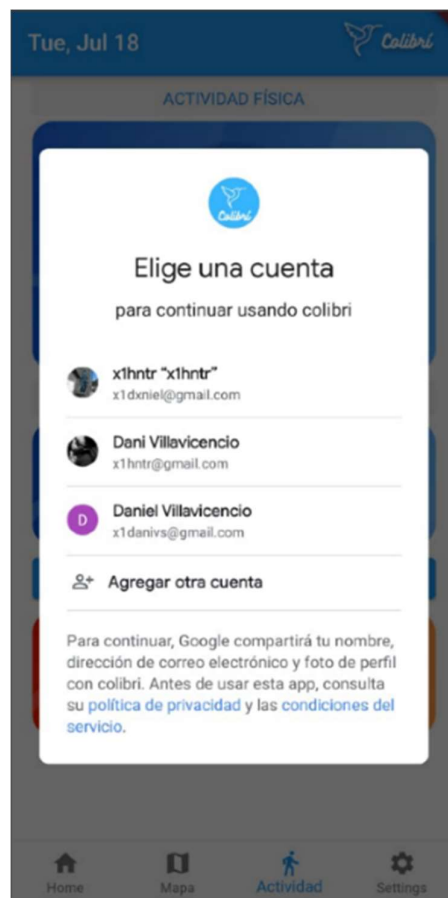 Tue, Jul 18
Colibrí
ACTIVIDAD FÍSICA
Colibrí
Elige una cuenta
para continuar usando colibri
x1hntr "x1hntr"
x1dxniel@gmail.com
Dani Villavicencio
x1hntr@gmail.com
D
Daniel Villavicencio
x1danivs@gmail.com
Agregar otra cuenta
Para continuar, Google compartirá tu nombre,
dirección de correo electrónico y foto de perfil
con colibri. Antes de usar esta app, consulta
su política de privacidad y las condiciones del
servicio.
Home Mapa Actividad Settings